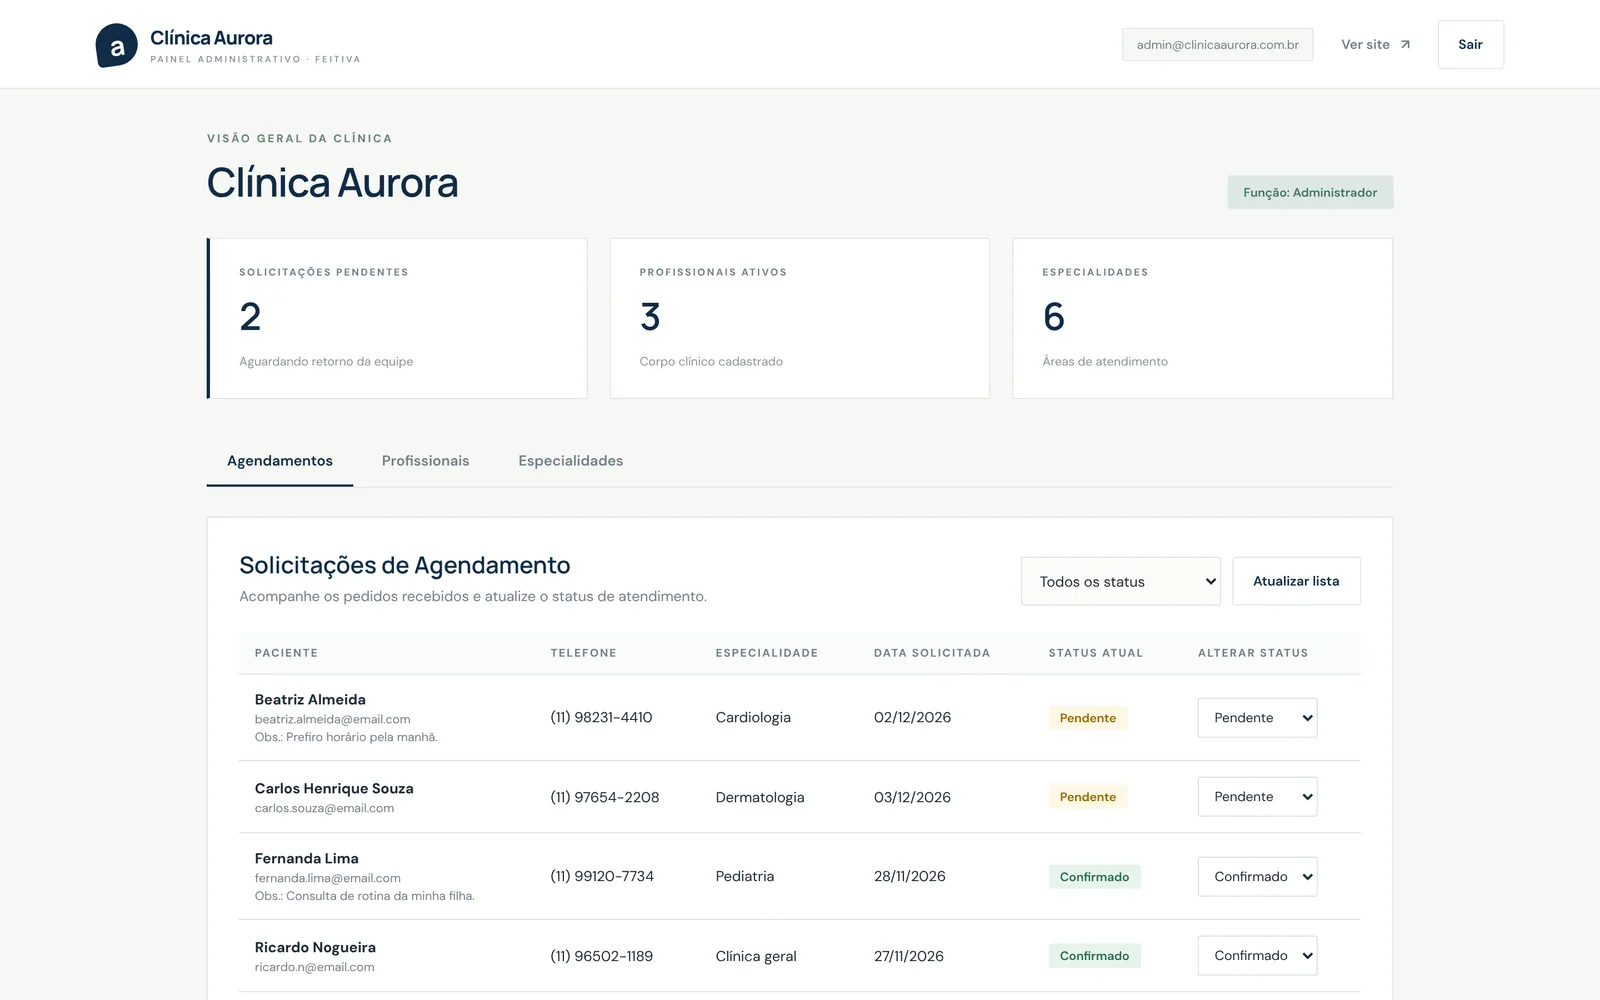 a
Clínica Aurora
PAINEL ADMINISTRATIVO · FEITIVA
admin@clinicaaurora.com.br
Ver site
Sair
VISÃO GERAL DA CLÍNICA
Clínica Aurora
Função: Administrador
SOLICITAÇÕES PENDENTES
2
Aguardando retorno da equipe
PROFISSIONAIS ATIVOS
3
Corpo clínico cadastrado
ESPECIALIDADES
6
Áreas de atendimento
Agendamentos Profissionais Especialidades
Solicitações de Agendamento
Acompanhe os pedidos recebidos e atualize o status de atendimento.
Todos os status
Atualizar lista
PACIENTE TELEFONE ESPECIALIDADE DATA SOLICITADA STATUS ATUAL ALTERAR STATUS
Beatriz Almeida
beatriz.almeida@email.com
Obs.: Prefiro horário pela manhã.
(11) 98231-4410 Cardiologia 02/12/2026 Pendente Pendente
Carlos Henrique Souza
carlos.souza@email.com
(11) 97654-2208 Dermatologia 03/12/2026 Pendente Pendente
Fernanda Lima
fernanda.lima@email.com
Obs.: Consulta de rotina da minha filha.
(11) 99120-7734 Pediatria 28/11/2026 Confirmado Confirmado
Ricardo Nogueira
ricardo.n@email.com
(11) 96502-1189 Clínica geral 27/11/2026 Confirmado Confirmado